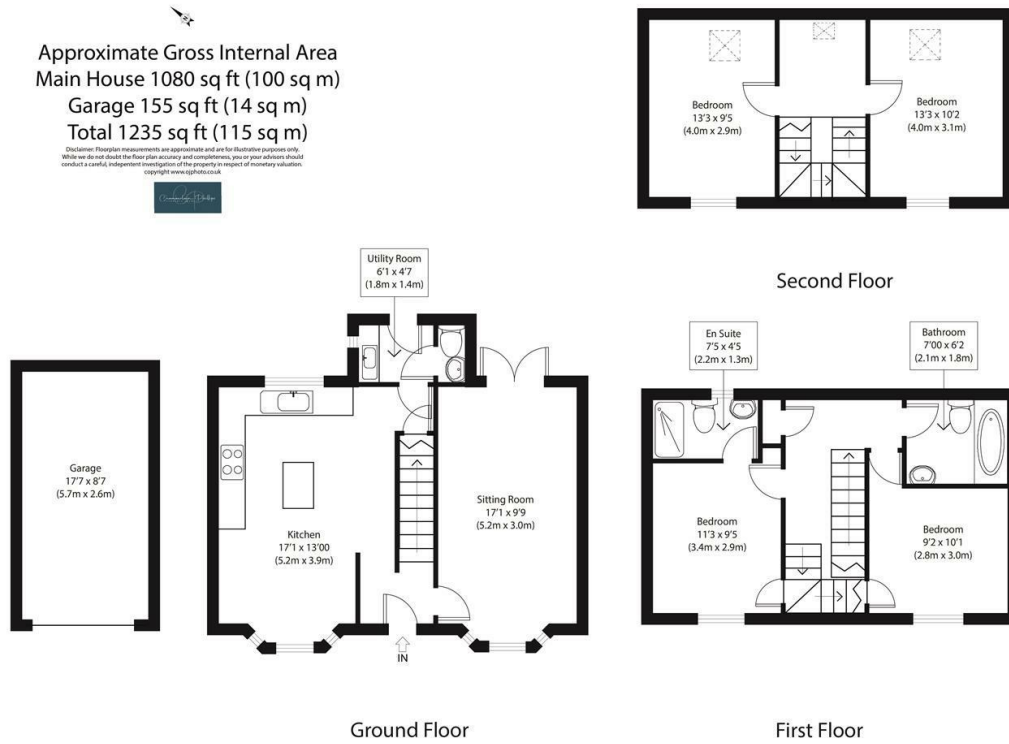 Approximate Gross Internal Area
Main House 1080 sq ft (100 sq m)
Garage 155 sq ft (14 sq m)
Total 1235 sq ft (115 sq m)
Disclaimer: Floorplan measurements are approximate and are for illustrative purposes only.
While we do not doubt the floor plan accuracy and completeness, you or your advisors should
conduct a careful, independent investigation of the property in respect of monetary valuation.
copyright www.ejphoto.co.uk
Bedroom
13'3 x 9'5
(4.0m x 2.9m)
Bedroom
13'3 x 10'2
(4.0m x 3.1m)
Second Floor
Utility Room
6'1 x 4'7
(1.8m x 1.4m)
Garage
17'7 x 8'7
(5.7m x 2.6m)
Kitchen
17'1 x 13'00
(5.2m x 3.9m)
Sitting Room
17'1 x 9'9
(5.2m x 3.0m)
IN
Ground Floor
En Suite
7'5 x 4'5
(2.2m x 1.3m)
Bathroom
7'00 x 6'2
(2.1m x 1.8m)
Bedroom
11'3 x 9'5
(3.4m x 2.9m)
Bedroom
9'2 x 10'1
(2.8m x 3.0m)
First Floor